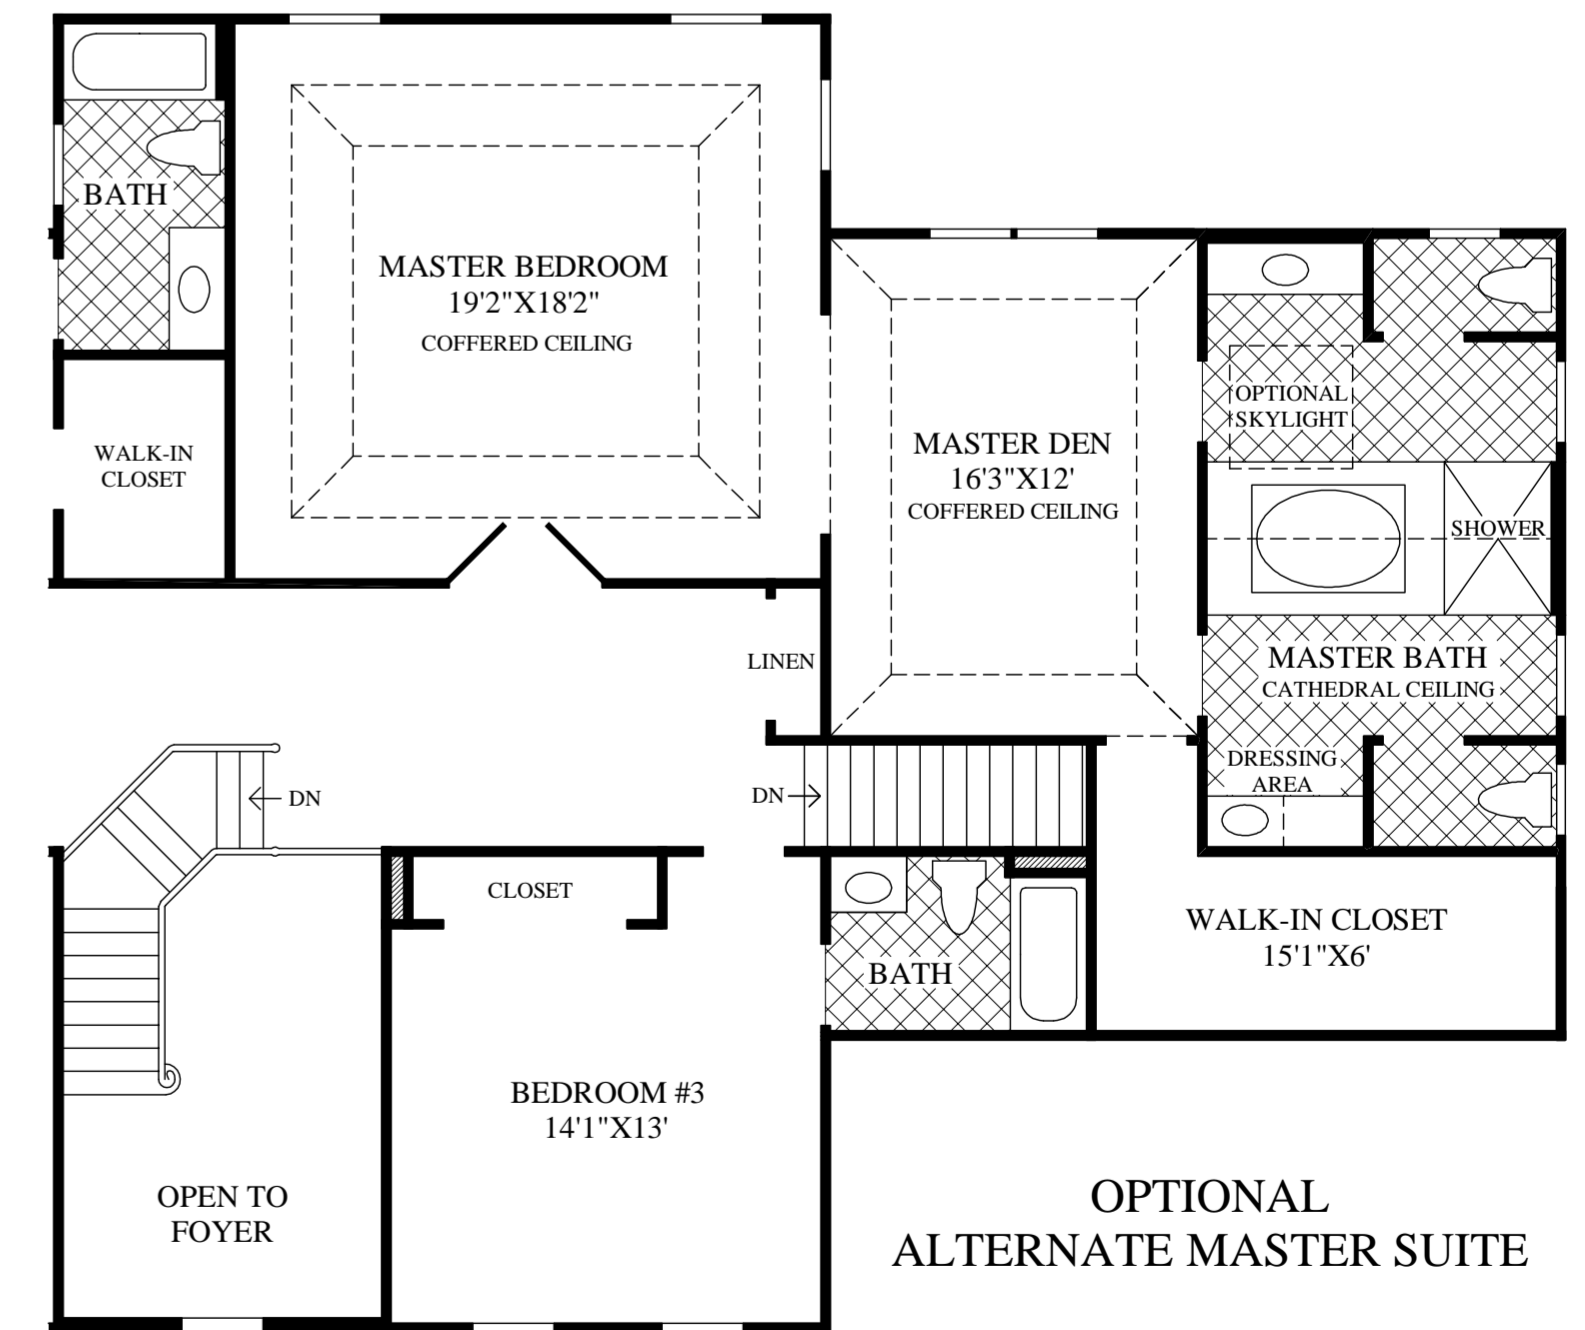 BATH
MASTER BEDROOM
19'2"X18'2"
COFFERED CEILING
WALK-IN
CLOSET
MASTER DEN
16'3"X12'
COFFERED CEILING
OPTIONAL
SKYLIGHT
SHOWER
LINEN
MASTER BATH
CATHEDRAL CEILING
DRESSING
AREA
DN
DN
CLOSET
BATH
WALK-IN CLOSET
15'1"X6'
BEDROOM #3
14'1"X13'
OPEN TO
FOYER
OPTIONAL
ALTERNATE MASTER SUITE